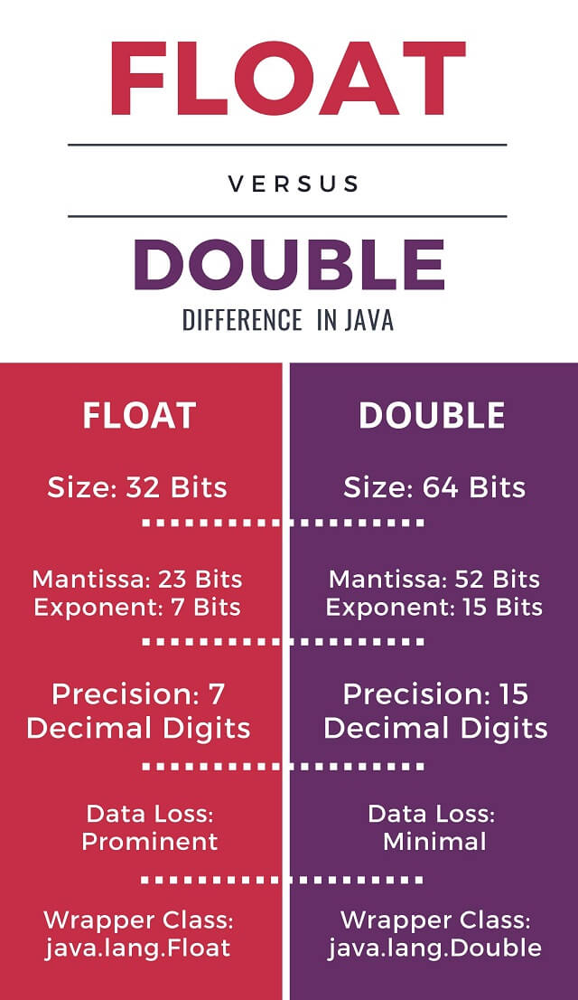 FLOAT
VERSUS
DOUBLE
DIFFERENCE IN JAVA
FLOAT
Size: 32 Bits
Mantissa: 23 Bits
Exponent: 7 Bits
Precision: 7
Decimal Digits
Data Loss:
Prominent
Wrapper Class:
java.lang.Float
DOUBLE
Size: 64 Bits
Mantissa: 52 Bits
Exponent: 15 Bits
Precision: 15
Decimal Digits
Data Loss:
Minimal
Wrapper Class:
java.lang.Double